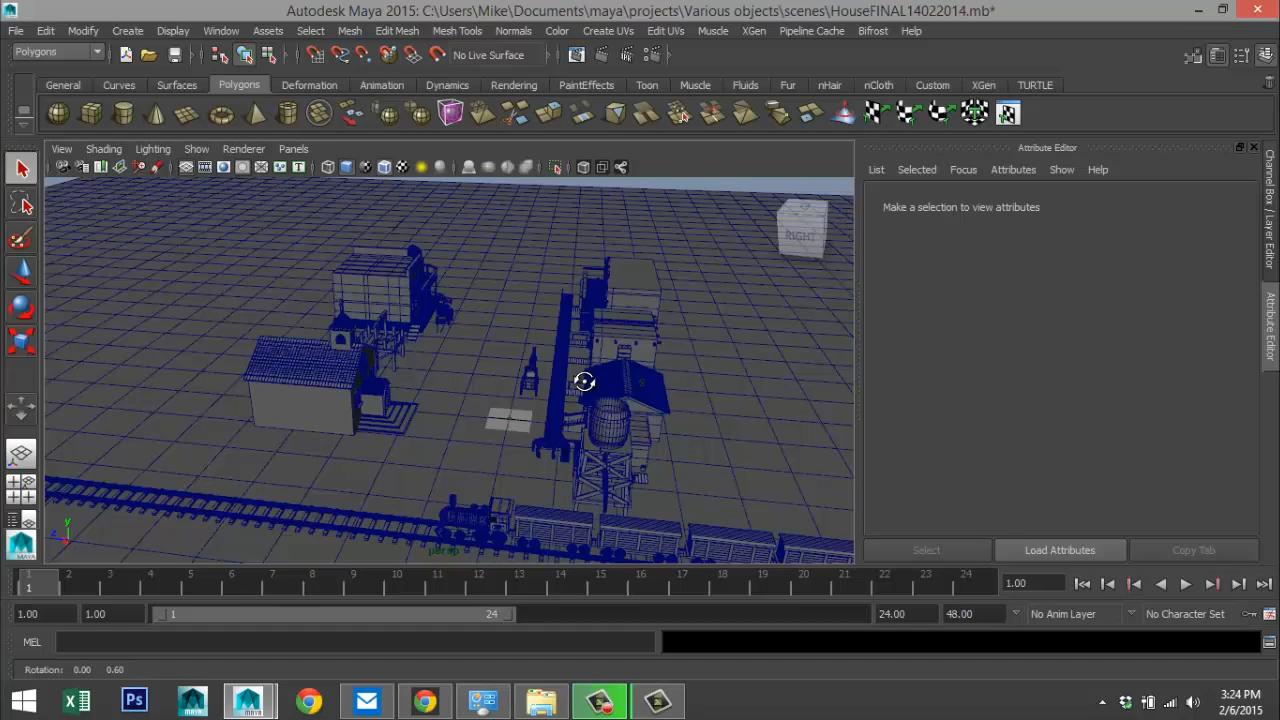 Autodesk Maya 2015: C:\Users\Mike\Documents\maya\projects\Various objects\scenes\HouseFINAL14022014.mb*
File Edit Modify Create Display Window Assets Select Mesh Edit Mesh Mesh Tools Normals Color Create UVs Edit UVs Muscle XGen Pipeline Cache Bifrost Help
Polygons No Live Surface
General Curves Surfaces Polygons Deformation Animation Dynamics Rendering PaintEffects Toon Muscle Fluids Fur nHair nCloth Custom XGen TURTLE
View Shading Lighting Show Renderer Panels
Attribute Editor
List Selected Focus Attributes Show Help
Make a selection to view attributes
RIGHT
Channel Box / Layer Editor
Attribute Editor
y
z
x
persp
Select Load Attributes Copy Tab
MAYA
1 2 3 4 5 6 7 8 9 10 11 12 13 14 15 16 17 18 19 20 21 22 23 24
1 1.00
1.00 1.00 1 24 24.00 48.00 No Anim Layer No Character Set
MEL
Rotation: 0.00 0.60
Ps
3:24 PM
2/6/2015